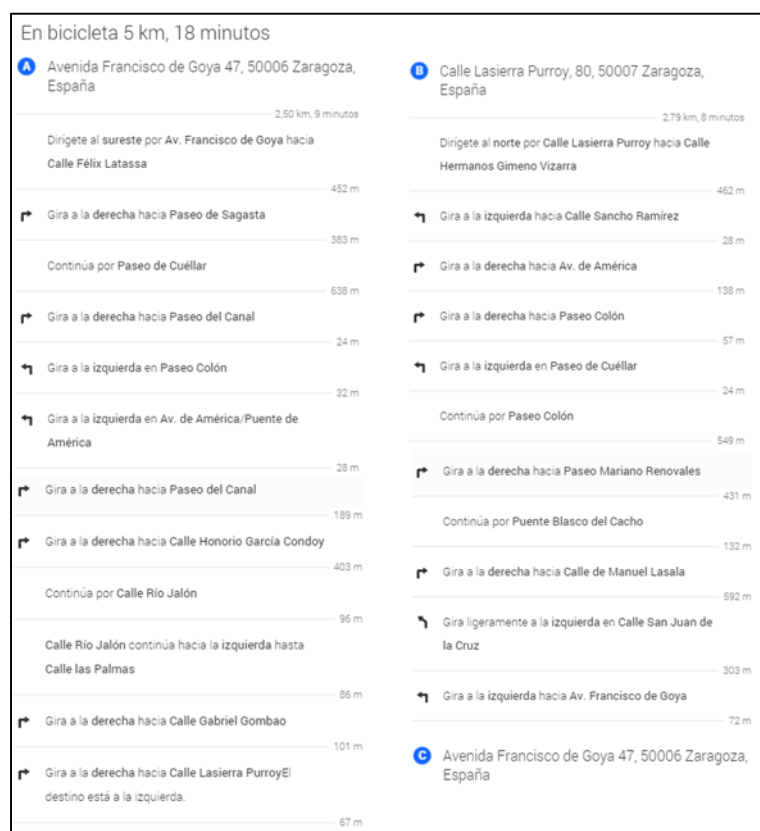 En bicicleta 5 km, 18 minutos
A
Avenida Francisco de Goya 47, 50006 Zaragoza,
España
2,50 km, 9 minutos
Dirígete al sureste por Av. Francisco de Goya hacia
Calle Félix Latassa
452 m
Gira a la derecha hacia Paseo de Sagasta
383 m
Continúa por Paseo de Cuéllar
638 m
Gira a la derecha hacia Paseo del Canal
24 m
Gira a la izquierda en Paseo Colón
32 m
Gira a la izquierda en Av. de América/Puente de
América
28 m
Gira a la derecha hacia Paseo del Canal
189 m
Gira a la derecha hacia Calle Honorio García Condoy
403 m
Continúa por Calle Río Jalón
96 m
Calle Río Jalón continúa hacia la izquierda hasta
Calle las Palmas
86 m
Gira a la derecha hacia Calle Gabriel Gombao
101 m
Gira a la derecha hacia Calle Lasierra PurroyEl
destino está a la izquierda.
67 m
B
Calle Lasierra Purroy, 80, 50007 Zaragoza,
España
2,79 km, 8 minutos
Dirígete al norte por Calle Lasierra Purroy hacia Calle
Hermanos Gimeno Vizarra
462 m
Gira a la izquierda hacia Calle Sancho Ramírez
28 m
Gira a la derecha hacia Av. de América
138 m
Gira a la derecha hacia Paseo Colón
57 m
Gira a la izquierda en Paseo de Cuéllar
24 m
Continúa por Paseo Colón
549 m
Gira a la derecha hacia Paseo Mariano Renovales
431 m
Continúa por Puente Blasco del Cacho
132 m
Gira a la derecha hacia Calle de Manuel Lasala
592 m
Gira ligeramente a la izquierda en Calle San Juan de
la Cruz
303 m
Gira a la izquierda hacia Av. Francisco de Goya
72 m
C
Avenida Francisco de Goya 47, 50006 Zaragoza,
España